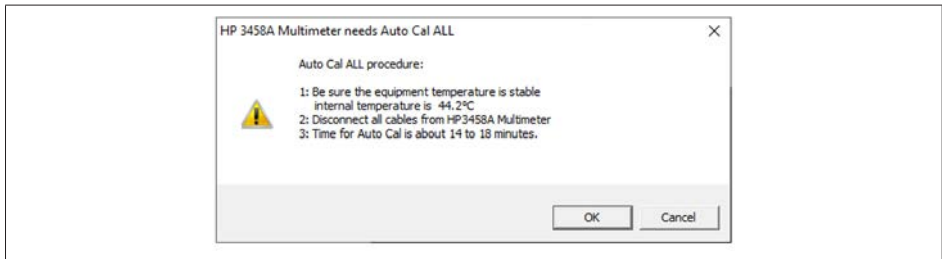 HP 3458A Multimeter needs Auto Cal ALL
Auto Cal ALL procedure:
1: Be sure the equipment temperature is stable
internal temperature is 44.2ºC
2: Disconnect all cables from HP3458A Multimeter
3: Time for Auto Cal is about 14 to 18 minutes.
OK
Cancel